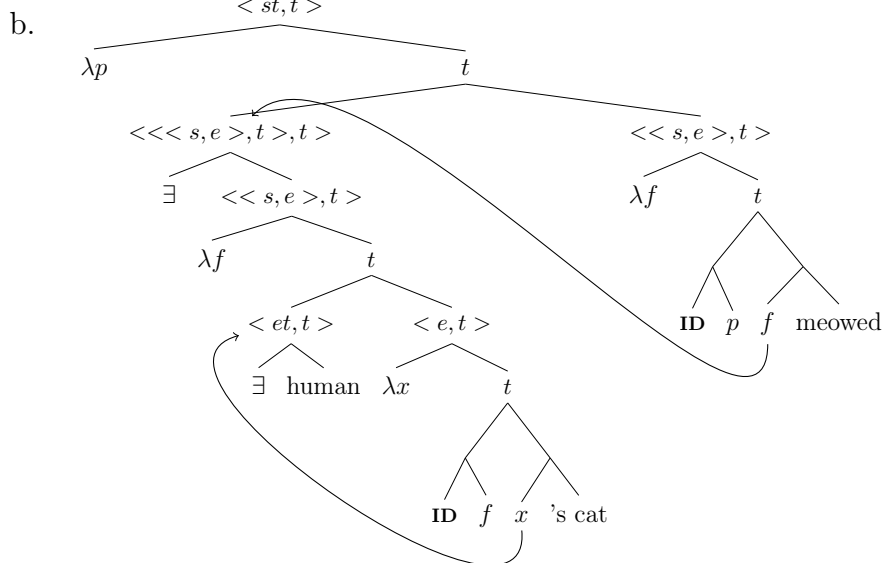 b.
< st, t >
λp
t
<<< s, e >, t >, t >
<< s, e >, t >
∃
<< s, e >, t >
λf
t
λf
t
< et, t >
< e, t >
ID
p
f
meowed
∃
human
λx
t
ID
f
x
's cat